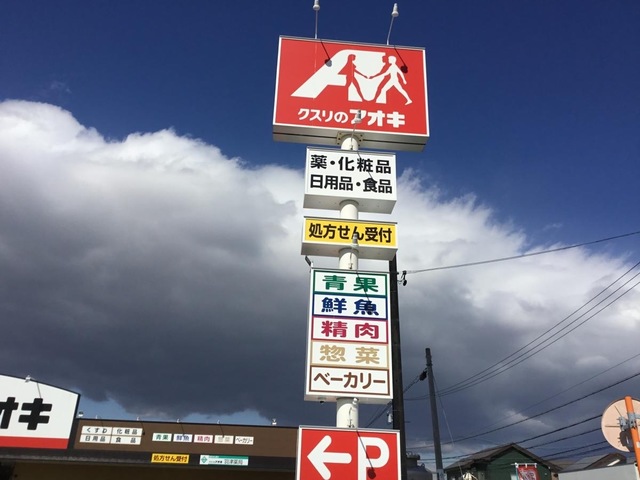 クスリのアオキ
薬・化粧品
日用品・食品
処方せん受付
青果
鮮魚
精肉
惣菜
ベーカリー
←P
オキ
くすり 化粧品
日用品 食品
青果 鮮魚 精肉 惣菜 ベーカリー
処方せん受付